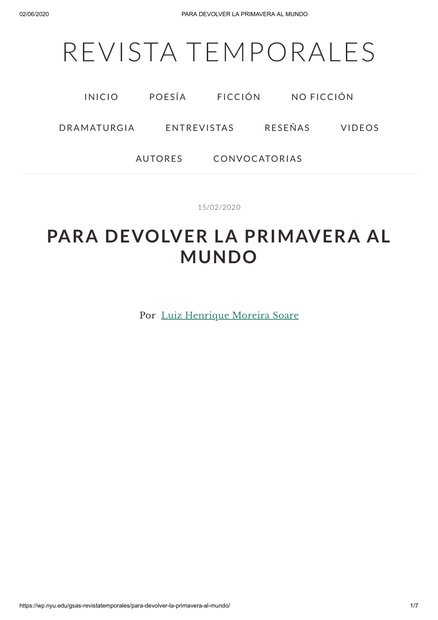 02/06/2020 PARA DEVOLVER LA PRIMAVERA AL MUNDO
REVISTA TEMPORALES
INICIO POESÍA FICCIÓN NO FICCIÓN
DRAMATURGIA ENTREVISTAS RESEÑAS VIDEOS
AUTORES CONVOCATORIAS
15/02/2020
PARA DEVOLVER LA PRIMAVERA AL
MUNDO
Por Luiz Henrique Moreira Soare
https://wp.nyu.edu/gsas-revistatemporales/para-devolver-la-primavera-al-mundo/ 1/7